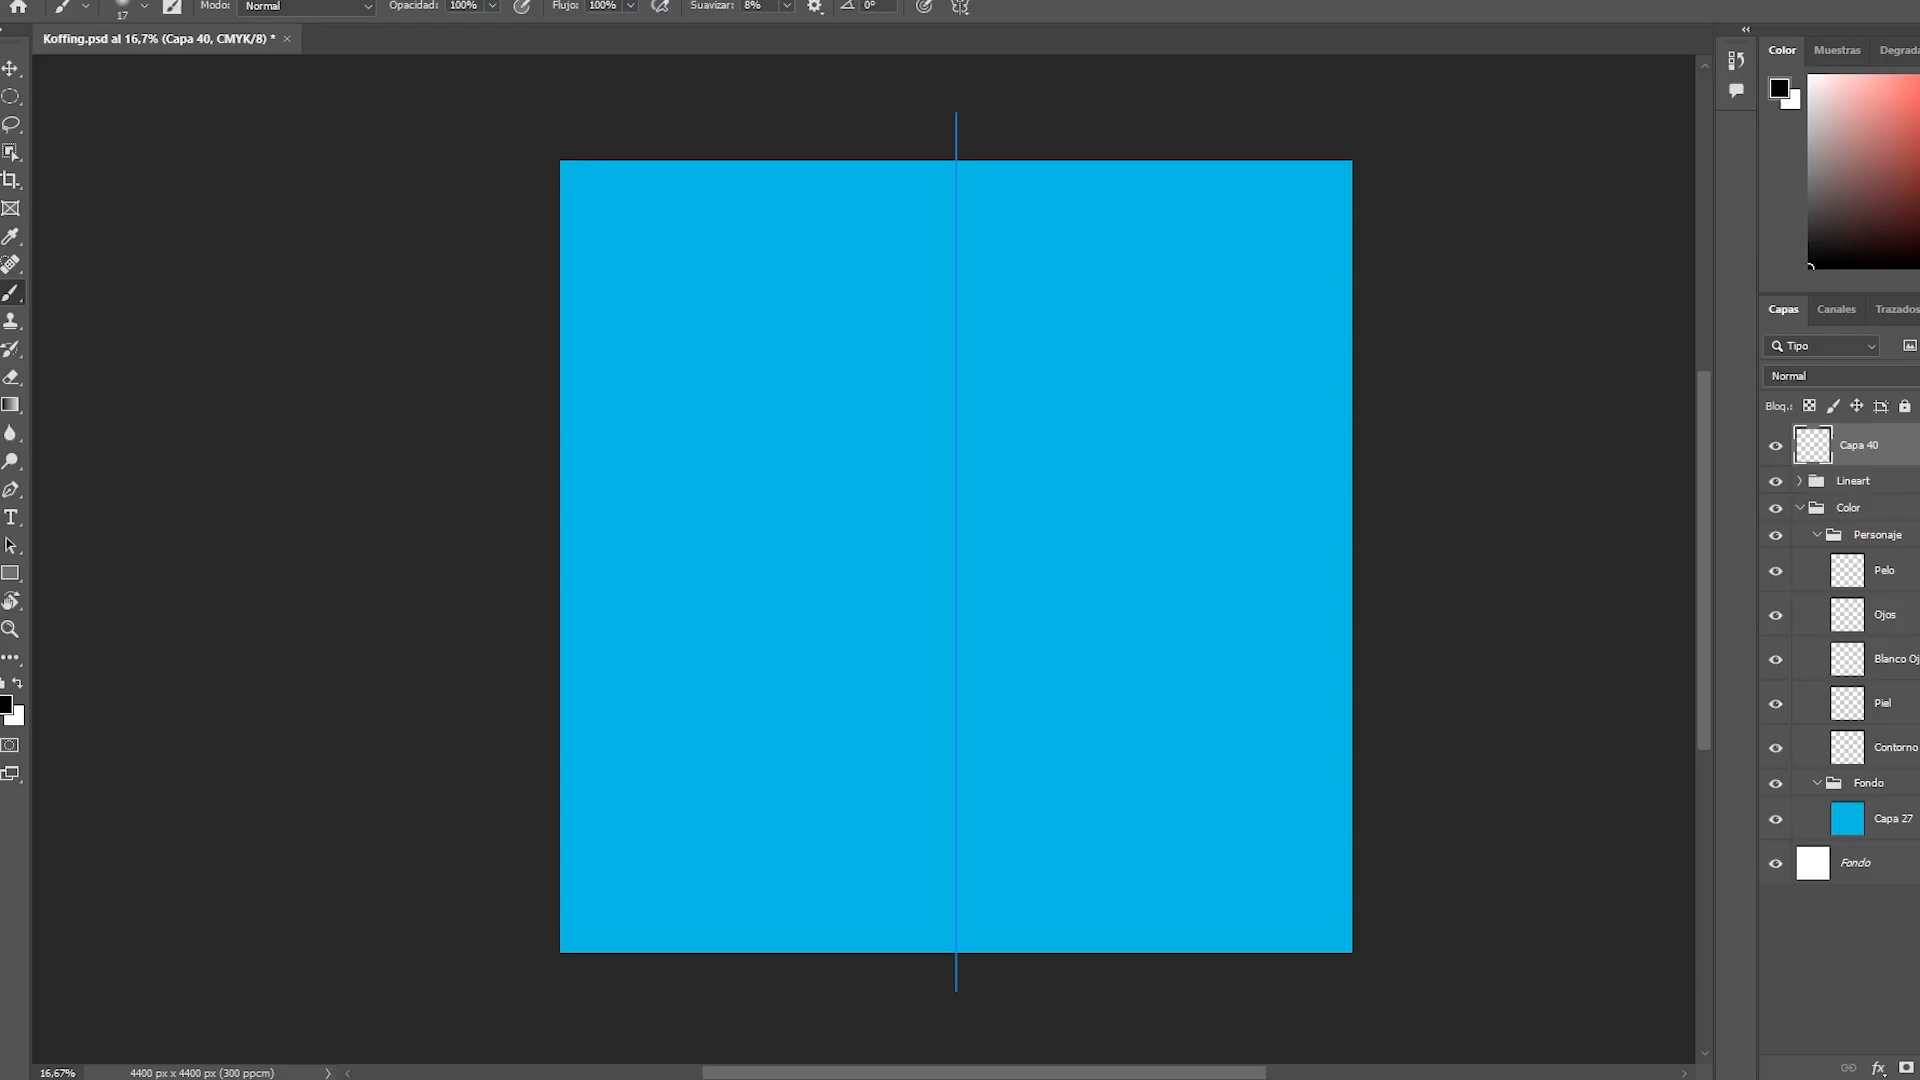 17
Modo:
Normal
Opacidad: 100%
Flujo: 100%
Suavizar: 8%
0°
Koffing.psd al 16,7% (Capa 40, CMYK/8) *
Color
Muestras
Degrada
Capas
Canales
Trazados
Tipo
Normal
Bloq.:
Capa 40
Lineart
Color
Personaje
Pelo
Ojos
Blanco Oj
Piel
Contorno
Fondo
Capa 27
Fondo
fx
16,67%
4400 px x 4400 px (300 ppcm)